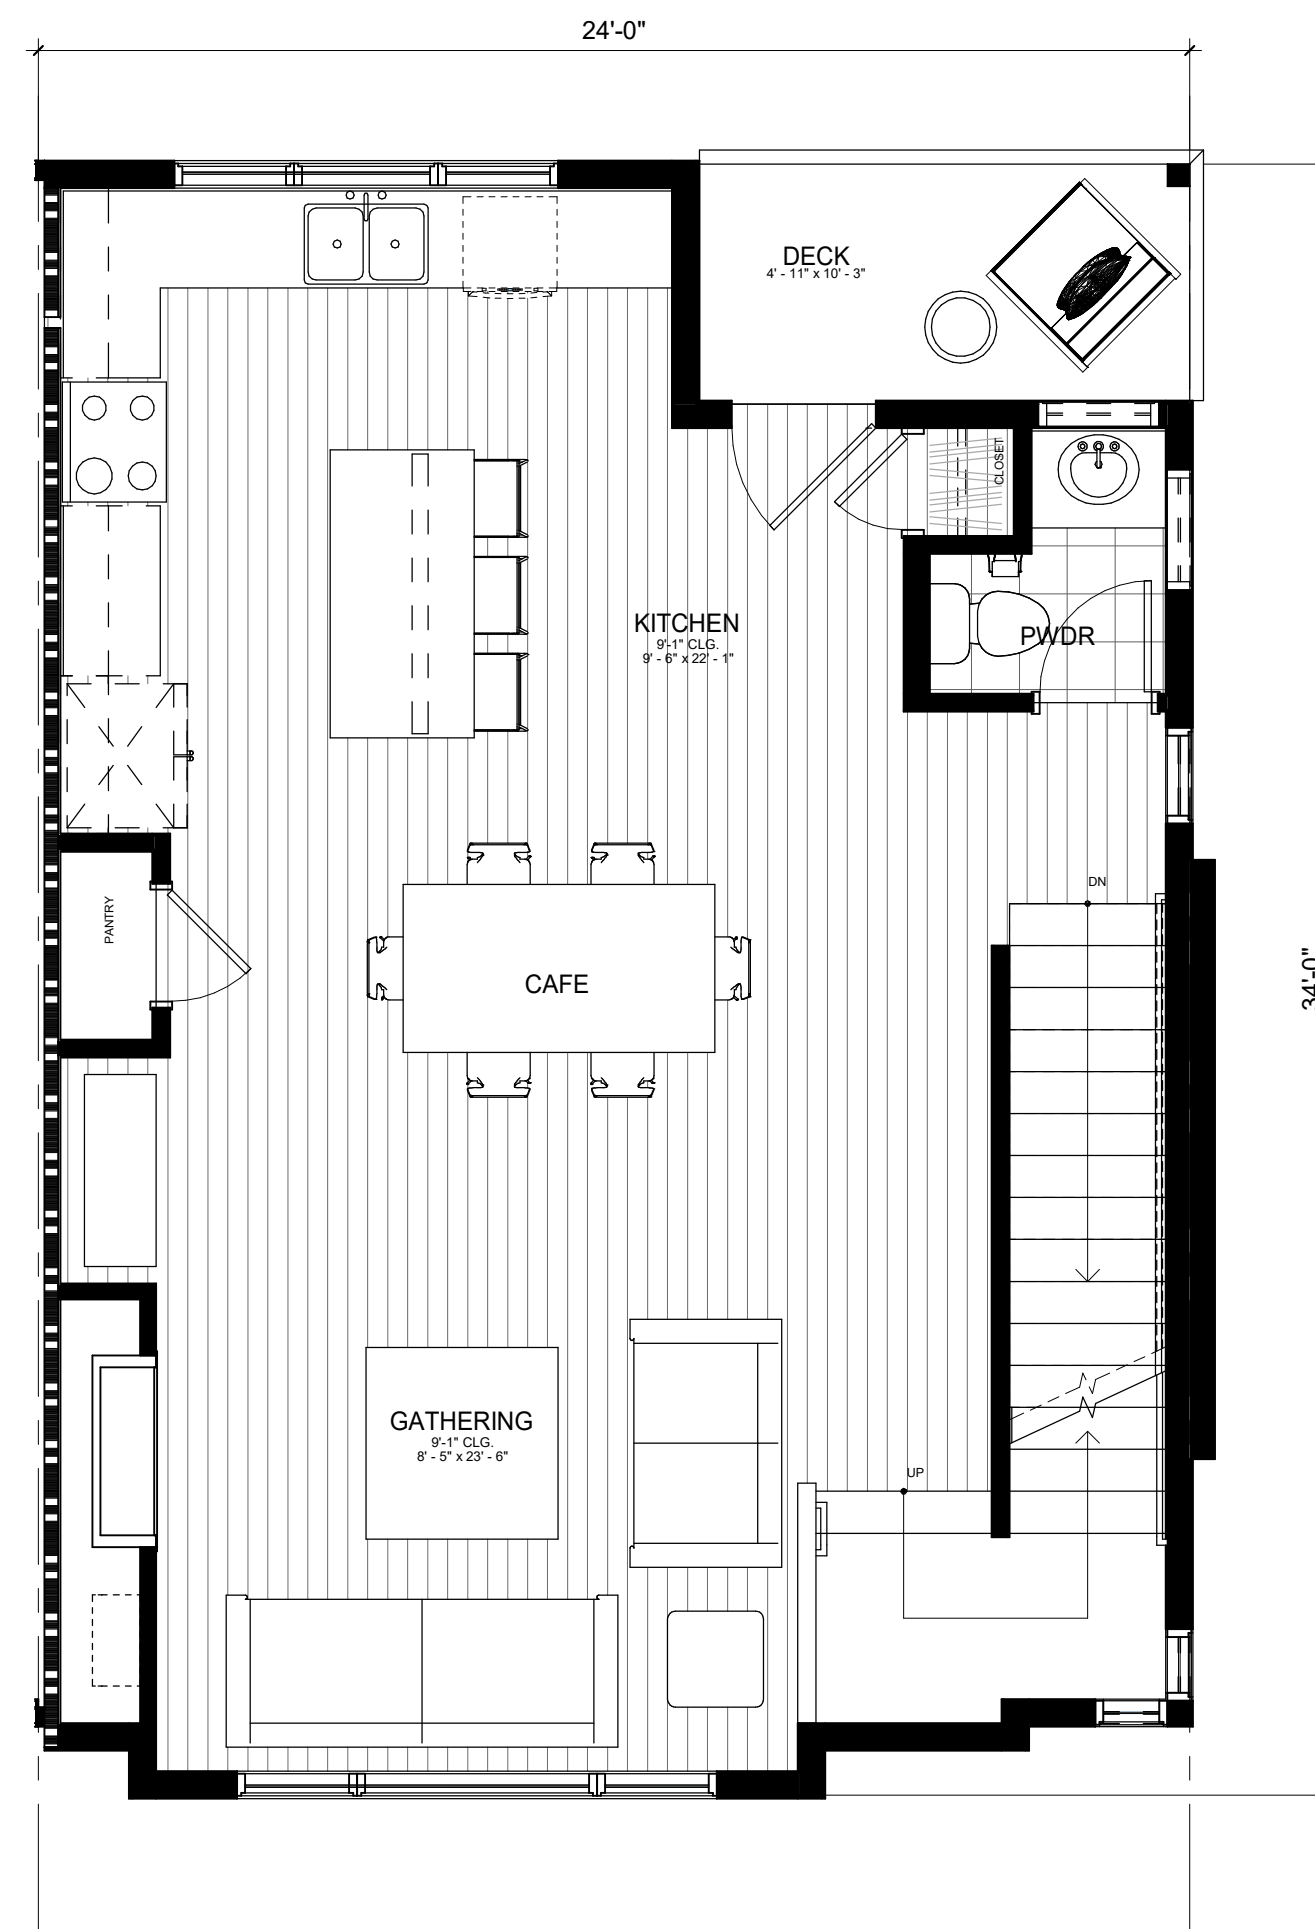 24'-0"
DECK
4' - 11" x 10' - 3"
CLOSET
KITCHEN
9'-1" CLG.
9' - 6" x 22' - 1"
PWDR
DN
PANTRY
CAFE
34'-0"
GATHERING
9'-1" CLG.
8' - 5" x 23' - 6"
UP